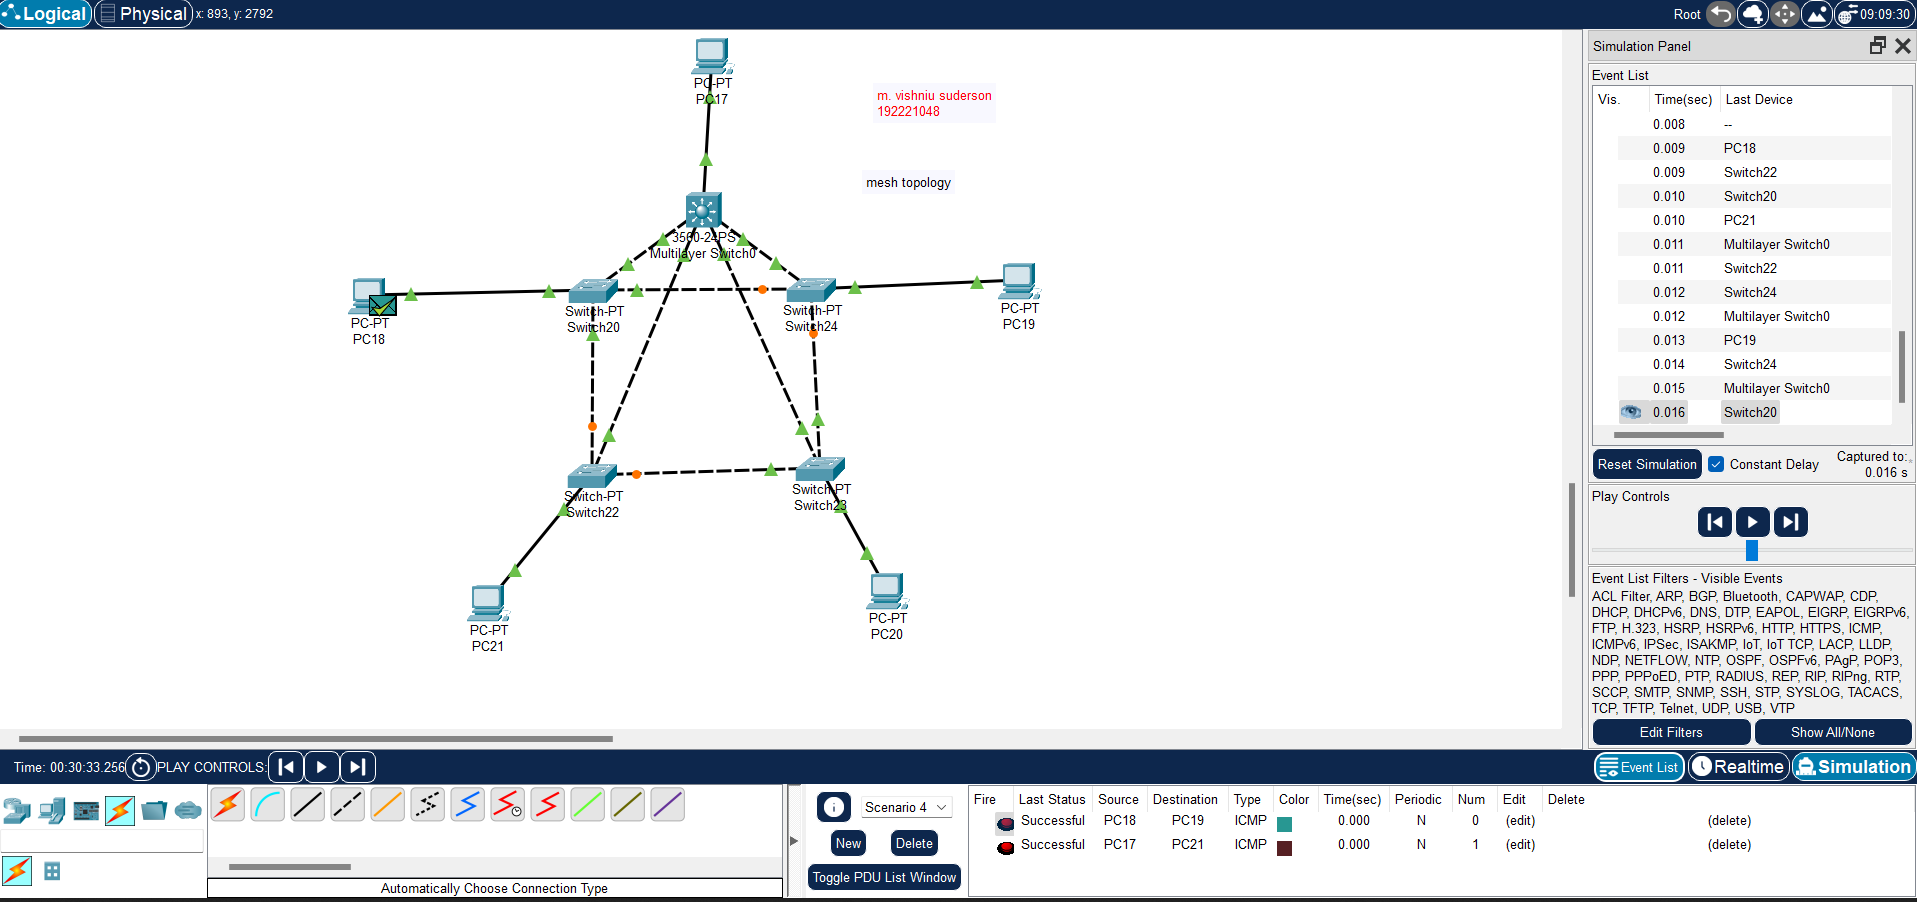 Logical
Physical
x: 893, y: 2792
Root
09:09:30
PC-PT
PC17
m. vishniu suderson
192221048
mesh topology
3560-24PS
Multilayer Switch0
PC-PT
PC18
Switch-PT
Switch20
Switch-PT
Switch24
PC-PT
PC19
Switch-PT
Switch22
Switch-PT
Switch23
PC-PT
PC21
PC-PT
PC20
Simulation Panel
Event List
Vis. Time(sec) Last Device
0.008 --
0.009 PC18
0.009 Switch22
0.010 Switch20
0.010 PC21
0.011 Multilayer Switch0
0.011 Switch22
0.012 Switch24
0.012 Multilayer Switch0
0.013 PC19
0.014 Switch24
0.015 Multilayer Switch0
0.016 Switch20
Reset Simulation
Constant Delay
Captured to:
0.016 s
Play Controls
Event List Filters - Visible Events
ACL Filter, ARP, BGP, Bluetooth, CAPWAP, CDP,
DHCP, DHCPv6, DNS, DTP, EAPOL, EIGRP, EIGRPv6,
FTP, H.323, HSRP, HSRPv6, HTTP, HTTPS, ICMP,
ICMPv6, IPSec, ISAKMP, IoT, IoT TCP, LACP, LLDP,
NDP, NETFLOW, NTP, OSPF, OSPFv6, PAgP, POP3,
PPP, PPPoED, PTP, RADIUS, REP, RIP, RIPng, RTP,
SCCP, SMTP, SNMP, SSH, STP, SYSLOG, TACACS,
TCP, TFTP, Telnet, UDP, USB, VTP
Edit Filters
Show All/None
Time: 00:30:33.256
PLAY CONTROLS:
Event List
Realtime
Simulation
Automatically Choose Connection Type
Scenario 4
New
Delete
Toggle PDU List Window
Fire Last Status Source Destination Type Color Time(sec) Periodic Num Edit Delete
Successful PC18 PC19 ICMP 0.000 N 0 (edit) (delete)
Successful PC17 PC21 ICMP 0.000 N 1 (edit) (delete)